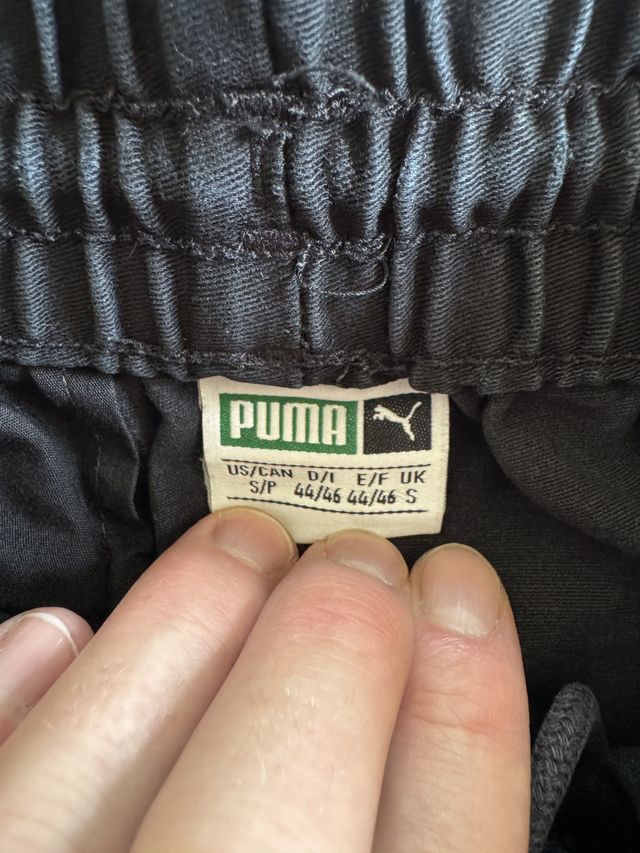 PUMA
US/CAN D/I E/F UK
S/P 44/46 44/46 S